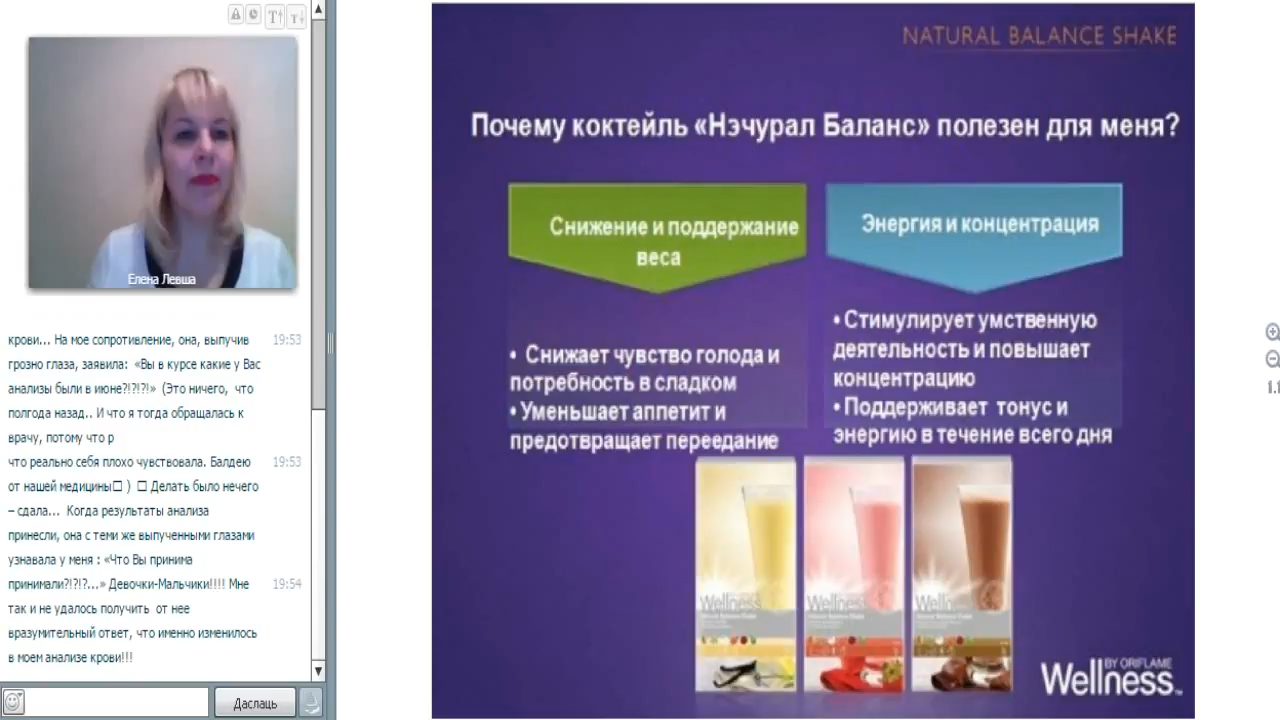 Елена Левша
крови... На мое сопротивление, она, выпучив 19:53
грозно глаза, заявила: «Вы в курсе какие у Вас
анализы были в июне?!?!?!» (Это ничего, что
полгода назад.. И что я тогда обращалась к
врачу, потому что р
что реально себя плохо чувствовала. Балдею 19:53
от нашей медицины□ ) □ Делать было нечего
– сдала... Когда результаты анализа
принесли, она с теми же выпученными глазами
узнавала у меня : «Что Вы принима
принимали?!?!?...» Девочки-Мальчики!!!! Мне 19:54
так и не удалось получить от нее
вразумительный ответ, что именно изменилось
в моем анализе крови!!!
Даслаць
NATURAL BALANCE SHAKE
Почему коктейль «Нэчурал Баланс» полезен для меня?
Снижение и поддержание
веса
• Снижает чувство голода и
потребность в сладком
• Уменьшает аппетит и
предотвращает переедание
Энергия и концентрация
• Стимулирует умственную
деятельность и повышает
концентрацию
• Поддерживает тонус и
энергию в течение всего дня
Wellness
Wellness
Wellness
BY ORIFLAME
Wellness™